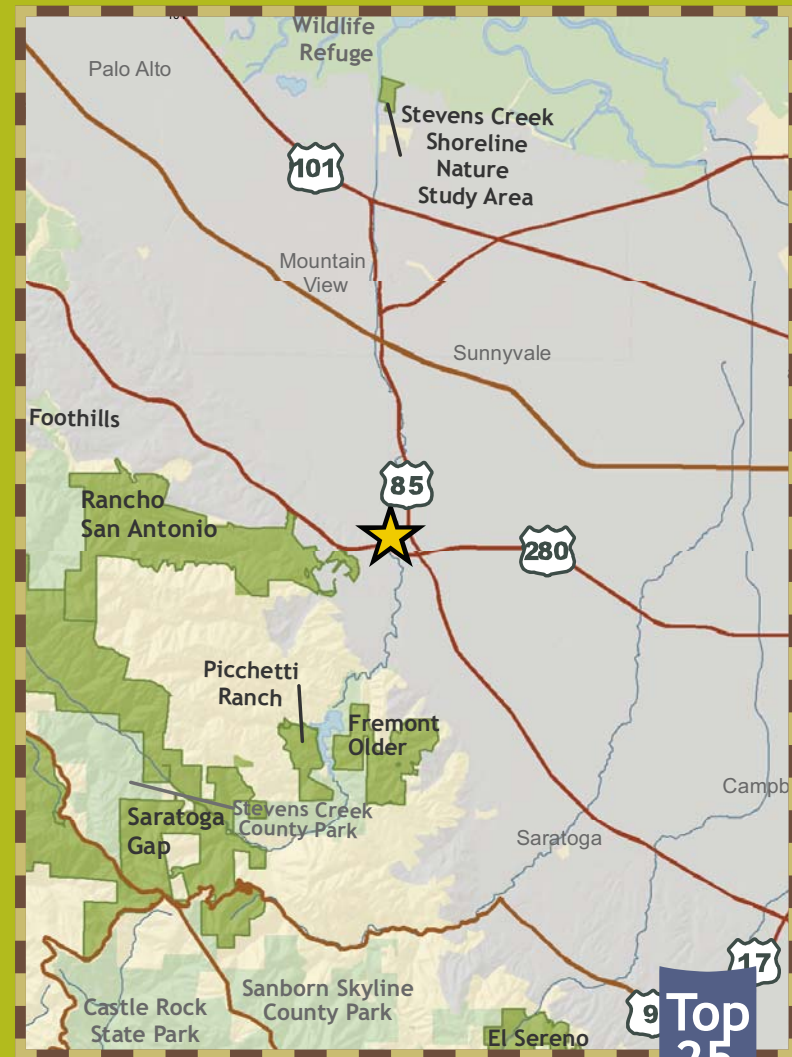 Wildlife
Refuge
Palo Alto
Stevens Creek
Shoreline
Nature
Study Area
101
Mountain
View
Sunnyvale
Foothills
85
Rancho
San Antonio
280
Picchetti
Ranch
Fremont
Older
Campb
Stevens Creek
County Park
Saratoga
Gap
Saratoga
17
Sanborn Skyline
County Park
Castle Rock
State Park
9
Top
25
El Sereno